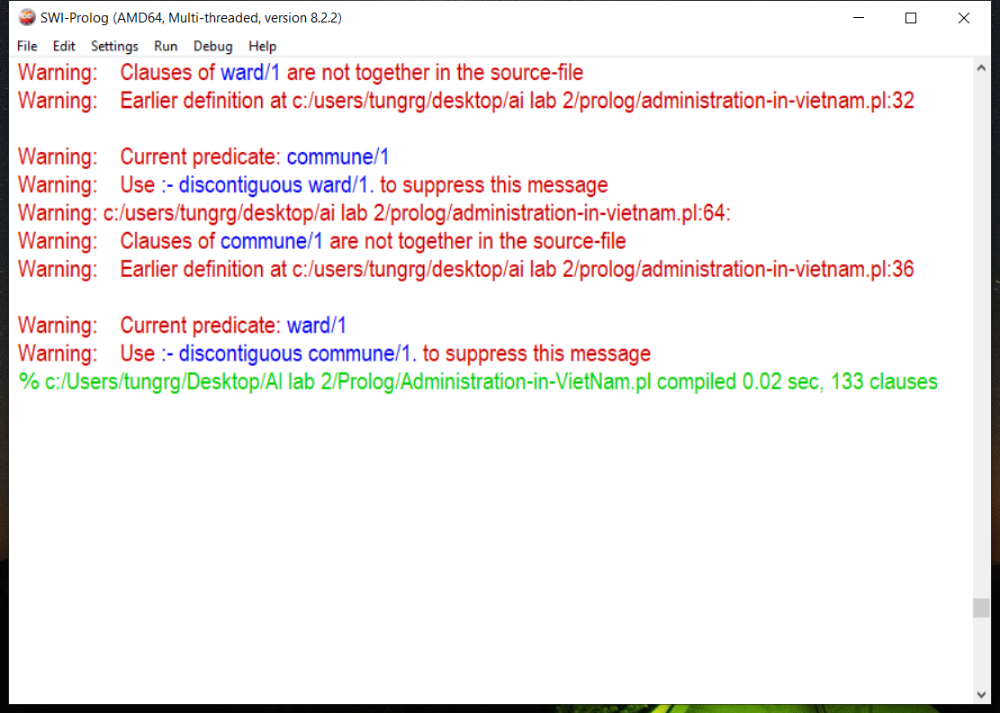 SWI-Prolog (AMD64, Multi-threaded, version 8.2.2)
File Edit Settings Run Debug Help
Warning: Clauses of ward/1 are not together in the source-file
Warning: Earlier definition at c:/users/tungrg/desktop/ai lab 2/prolog/administration-in-vietnam.pl:32
Warning: Current predicate: commune/1
Warning: Use :- discontiguous ward/1. to suppress this message
Warning: c:/users/tungrg/desktop/ai lab 2/prolog/administration-in-vietnam.pl:64:
Warning: Clauses of commune/1 are not together in the source-file
Warning: Earlier definition at c:/users/tungrg/desktop/ai lab 2/prolog/administration-in-vietnam.pl:36
Warning: Current predicate: ward/1
Warning: Use :- discontiguous commune/1. to suppress this message
% c:/Users/tungrg/Desktop/AI lab 2/Prolog/Administration-in-VietNam.pl compiled 0.02 sec, 133 clauses